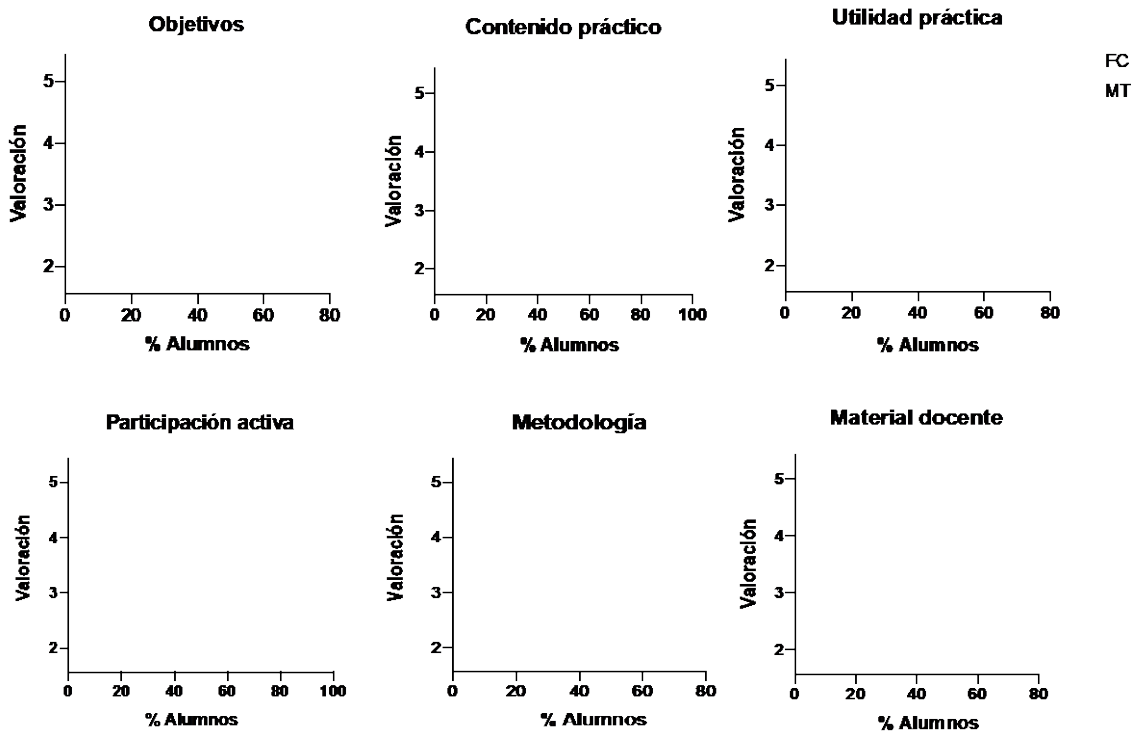 Objetivos
Valoración
5
4
3
2
0 20 40 60 80
% Alumnos
Contenido práctico
Valoración
5
4
3
2
0 20 40 60 80 100
% Alumnos
Utilidad práctica
Valoración
5
4
3
2
0 20 40 60 80
% Alumnos
FC
MT
Participación activa
Valoración
5
4
3
2
0 20 40 60 80 100
% Alumnos
Metodología
Valoración
5
4
3
2
0 20 40 60 80
% Alumnos
Material docente
Valoración
5
4
3
2
0 20 40 60 80
% Alumnos